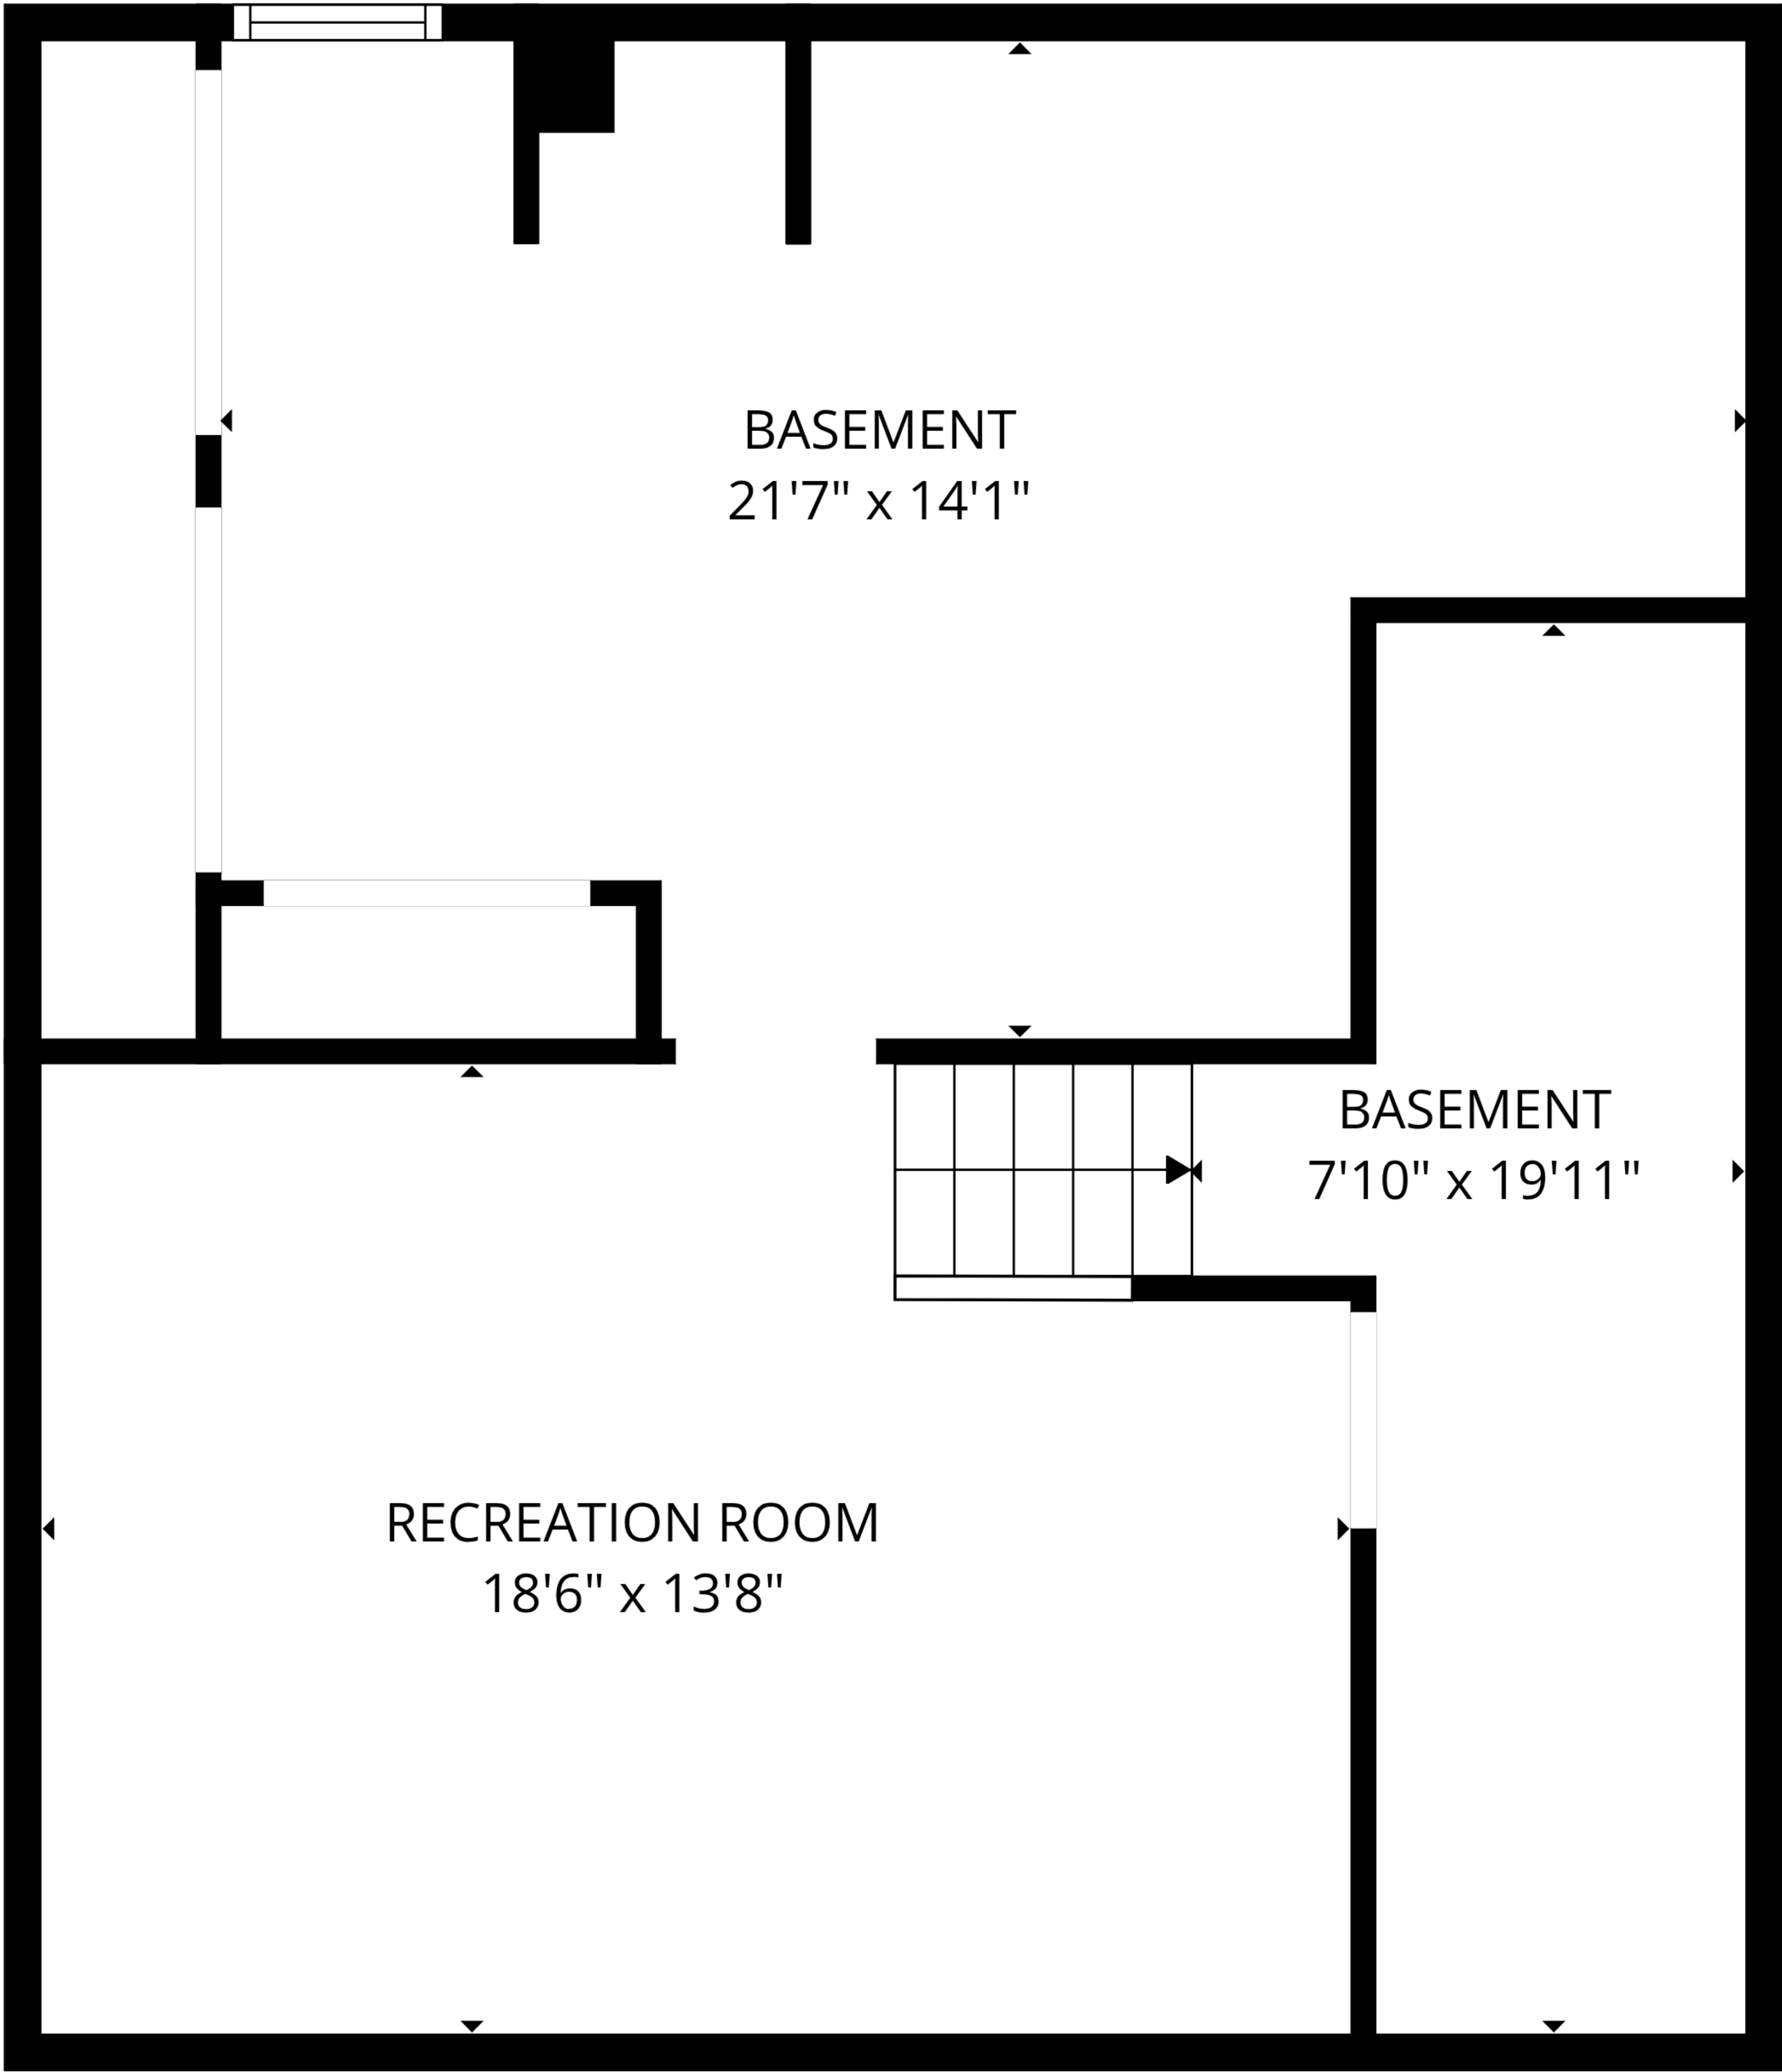 BASEMENT
21'7" x 14'1"
BASEMENT
7'10" x 19'11"
RECREATION ROOM
18'6" x 13'8"